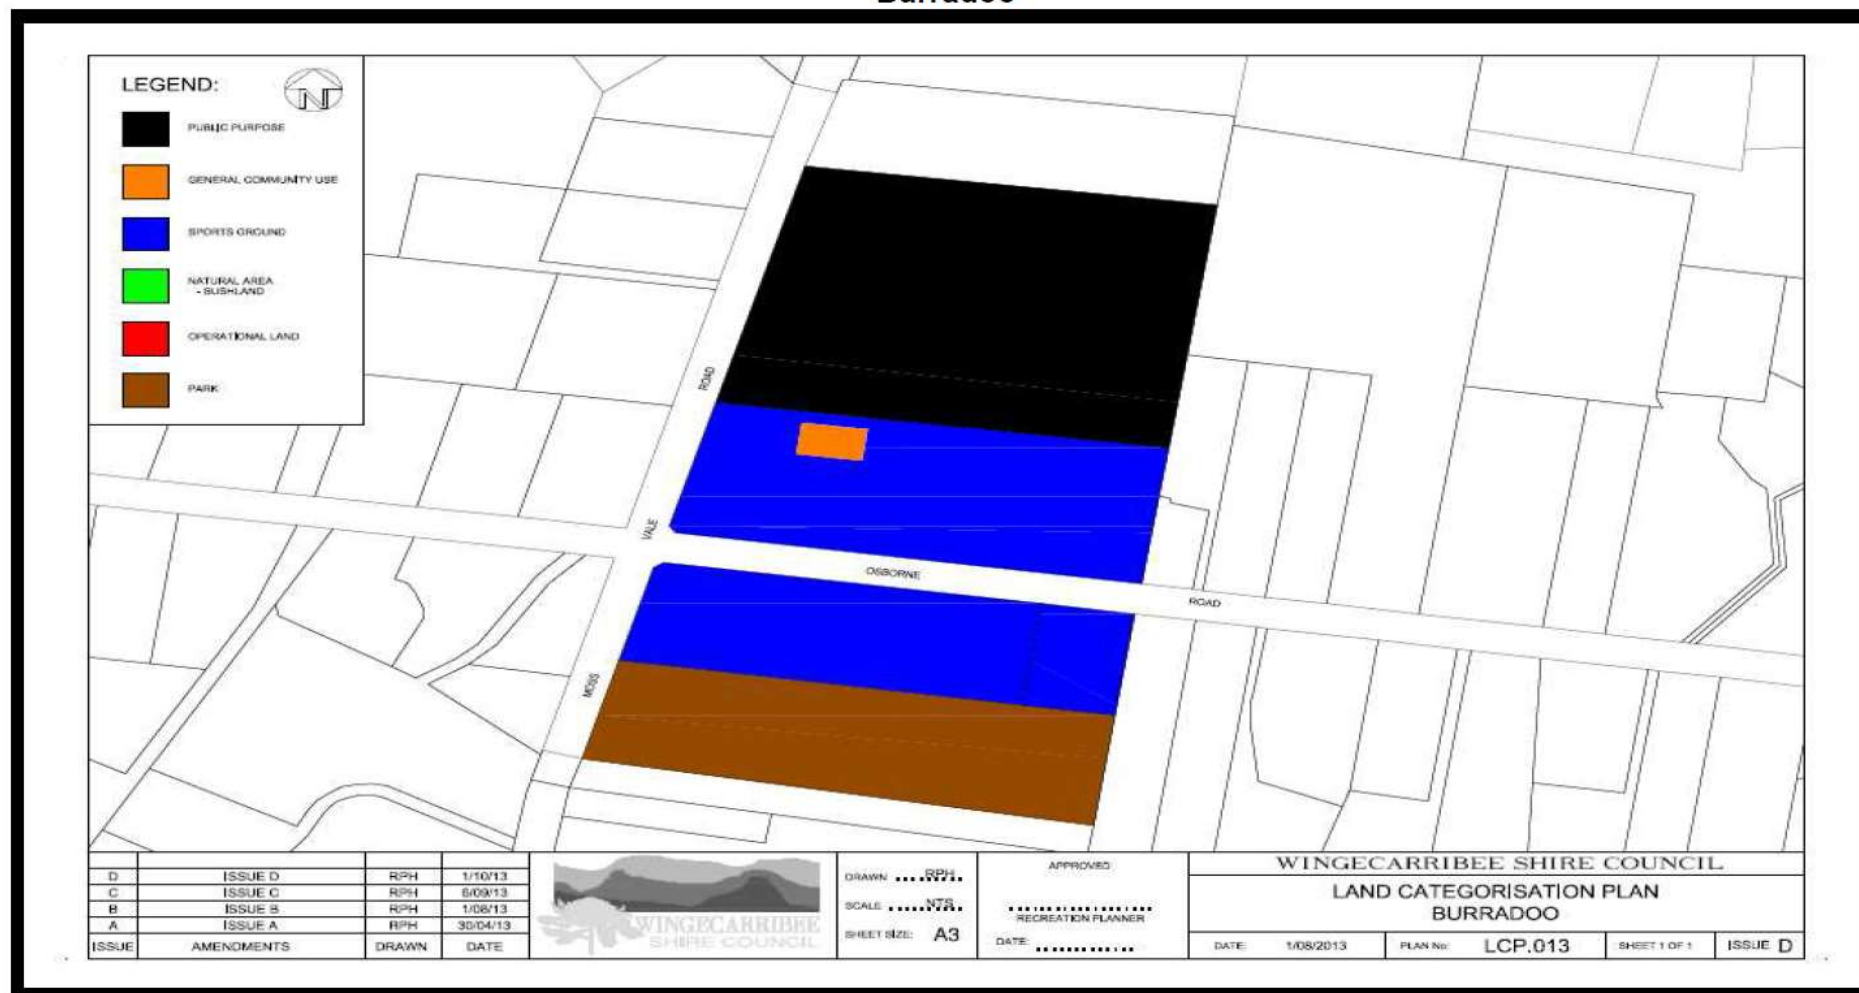 Burradoo
LEGEND:
N
PUBLIC PURPOSE
GENERAL COMMUNITY USE
SPORTS GROUND
NATURAL AREA
- BUSHLAND
OPERATIONAL LAND
PARK
ROAD
VALE
OSBORNE
ROAD
MOSS
D ISSUE D RPH 1/10/13
C ISSUE C RPH 6/09/13
B ISSUE B RPH 1/08/13
A ISSUE A RPH 30/04/13
ISSUE AMENDMENTS DRAWN DATE
WINGECARRIBEE
SHIRE COUNCIL
DRAWN RPH
SCALE NTS
SHEET SIZE: A3
APPROVED
RECREATION PLANNER
DATE:
WINGECARRIBEE SHIRE COUNCIL
LAND CATEGORISATION PLAN
BURRADOO
DATE: 1/08/2013 PLAN No: LCP.013 SHEET 1 OF 1 ISSUE D